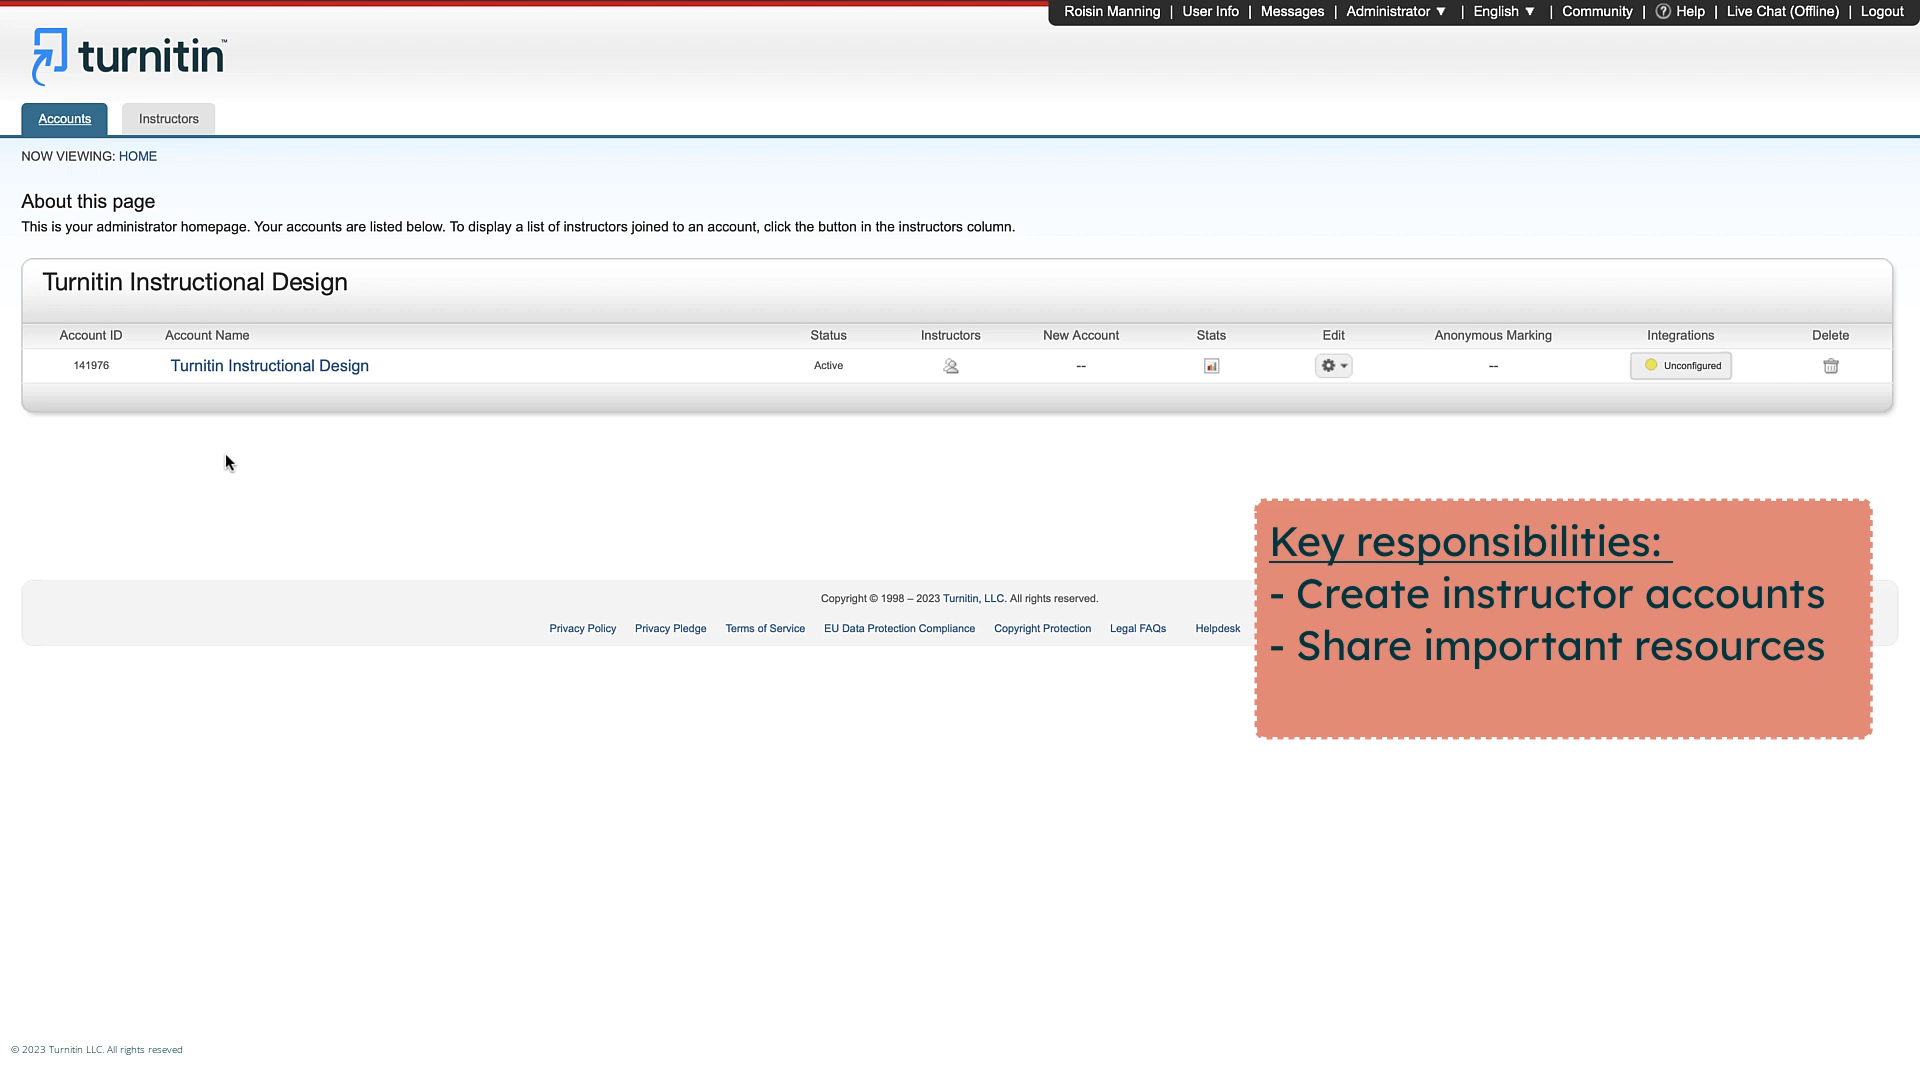 Roisin Manning | User Info | Messages | Administrator ▼ | English ▼ | Community | ? Help | Live Chat (Offline) | Logout
turnitin™
Accounts Instructors
NOW VIEWING: HOME
About this page
This is your administrator homepage. Your accounts are listed below. To display a list of instructors joined to an account, click the button in the instructors column.
Turnitin Instructional Design
Account ID Account Name Status Instructors New Account Stats Edit Anonymous Marking Integrations Delete
141976 Turnitin Instructional Design Active -- -- Unconfigured
Key responsibilities:
- Create instructor accounts
- Share important resources
Copyright © 1998 – 2023 Turnitin, LLC. All rights reserved.
Privacy Policy Privacy Pledge Terms of Service EU Data Protection Compliance Copyright Protection Legal FAQs Helpdesk
© 2023 Turnitin LLC. All rights reseved